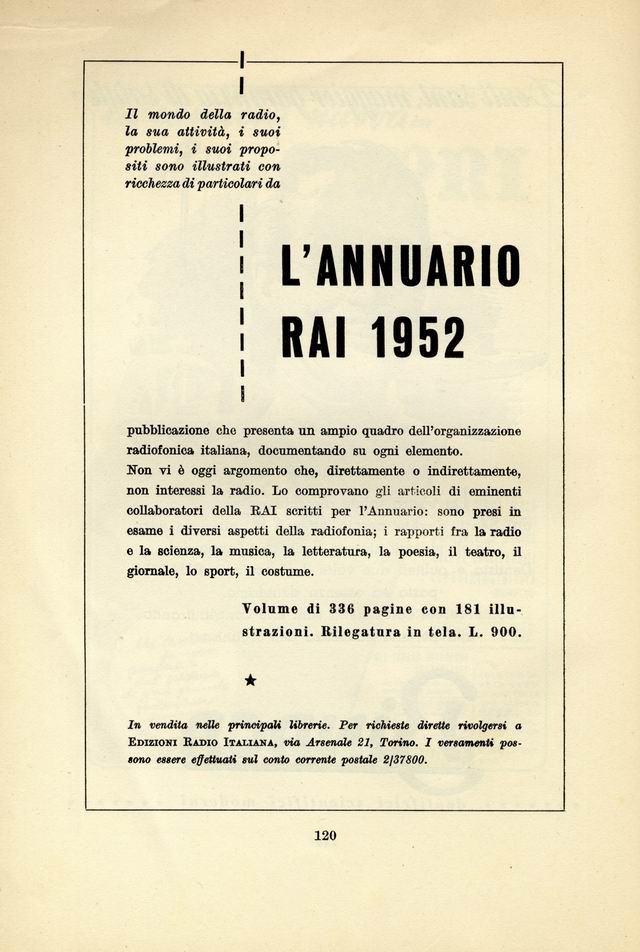 Il mondo della radio,
la sua attività, i suoi
problemi, i suoi propo-
siti sono illustrati con
ricchezza di particolari da
L'ANNUARIO
RAI 1952
pubblicazione che presenta un ampio quadro dell'organizzazione
radiofonica italiana, documentando su ogni elemento.
Non vi è oggi argomento che, direttamente o indirettamente,
non interessi la radio. Lo comprovano gli articoli di eminenti
collaboratori della RAI scritti per l'Annuario: sono presi in
esame i diversi aspetti della radiofonia; i rapporti fra la radio
e la scienza, la musica, la letteratura, la poesia, il teatro, il
giornale, lo sport, il costume.
Volume di 336 pagine con 181 illu-
strazioni. Rilegatura in tela. L. 900.
★
In vendita nelle principali librerie. Per richieste dirette rivolgersi a
EDIZIONI RADIO ITALIANA, via Arsenale 21, Torino. I versamenti pos-
sono essere effettuati sul conto corrente postale 2/37800.
120